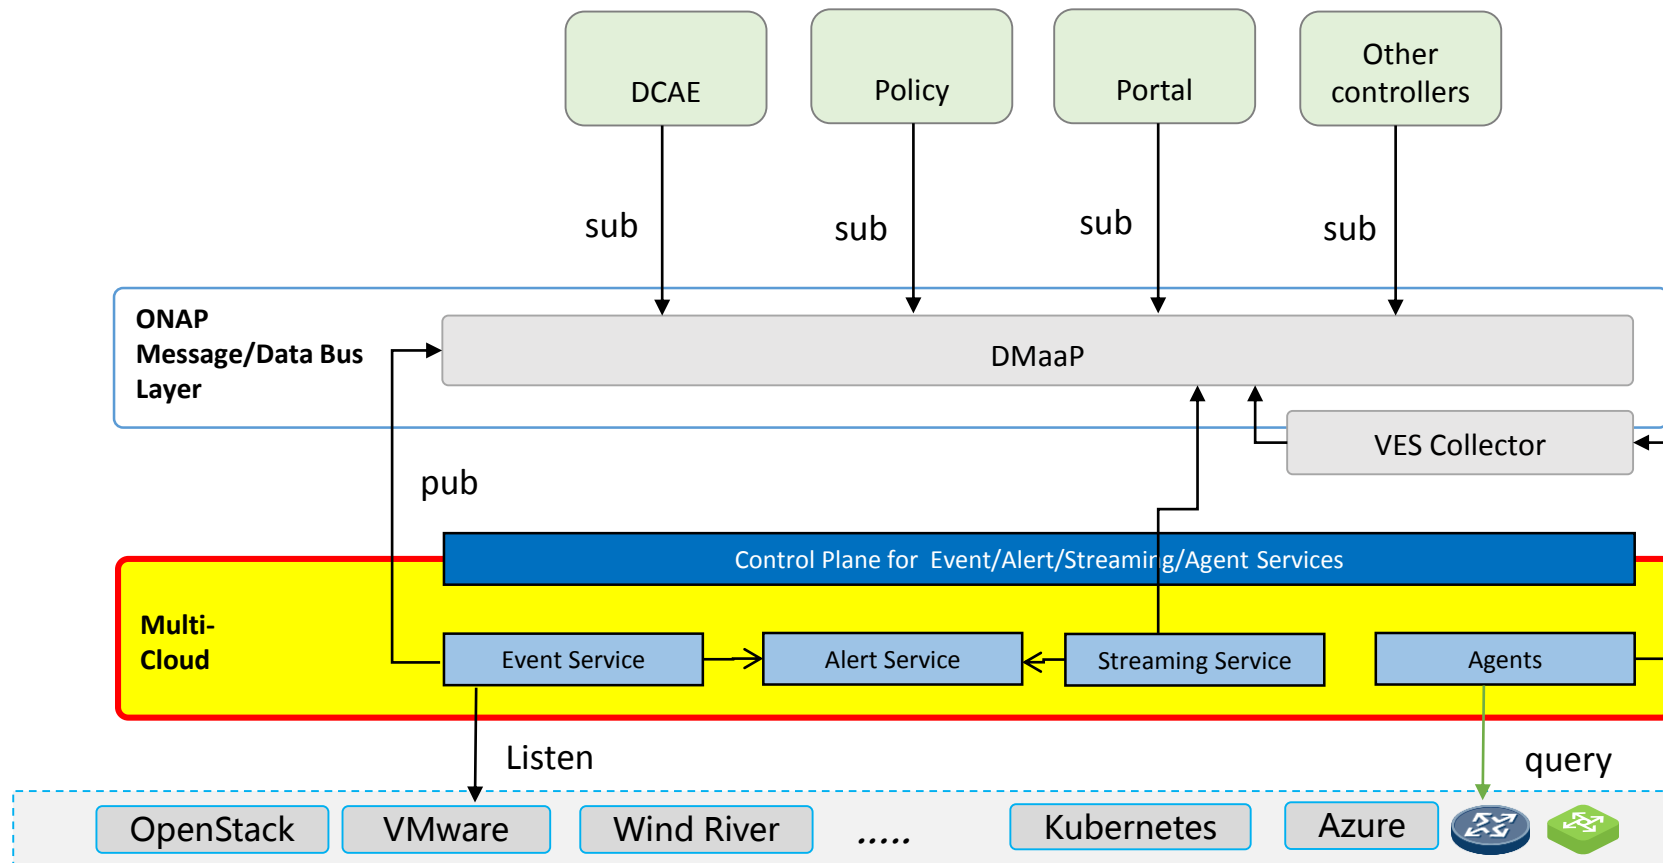 DCAE
Policy
Portal
Other
controllers
sub
sub
sub
sub
ONAP
Message/Data Bus
Layer
DMaaP
VES Collector
pub
Control Plane for Event/Alert/Streaming/Agent Services
Multi-
Cloud
Event Service
Alert Service
Streaming Service
Agents
Listen
query
OpenStack
VMware
Wind River
.....
Kubernetes
Azure